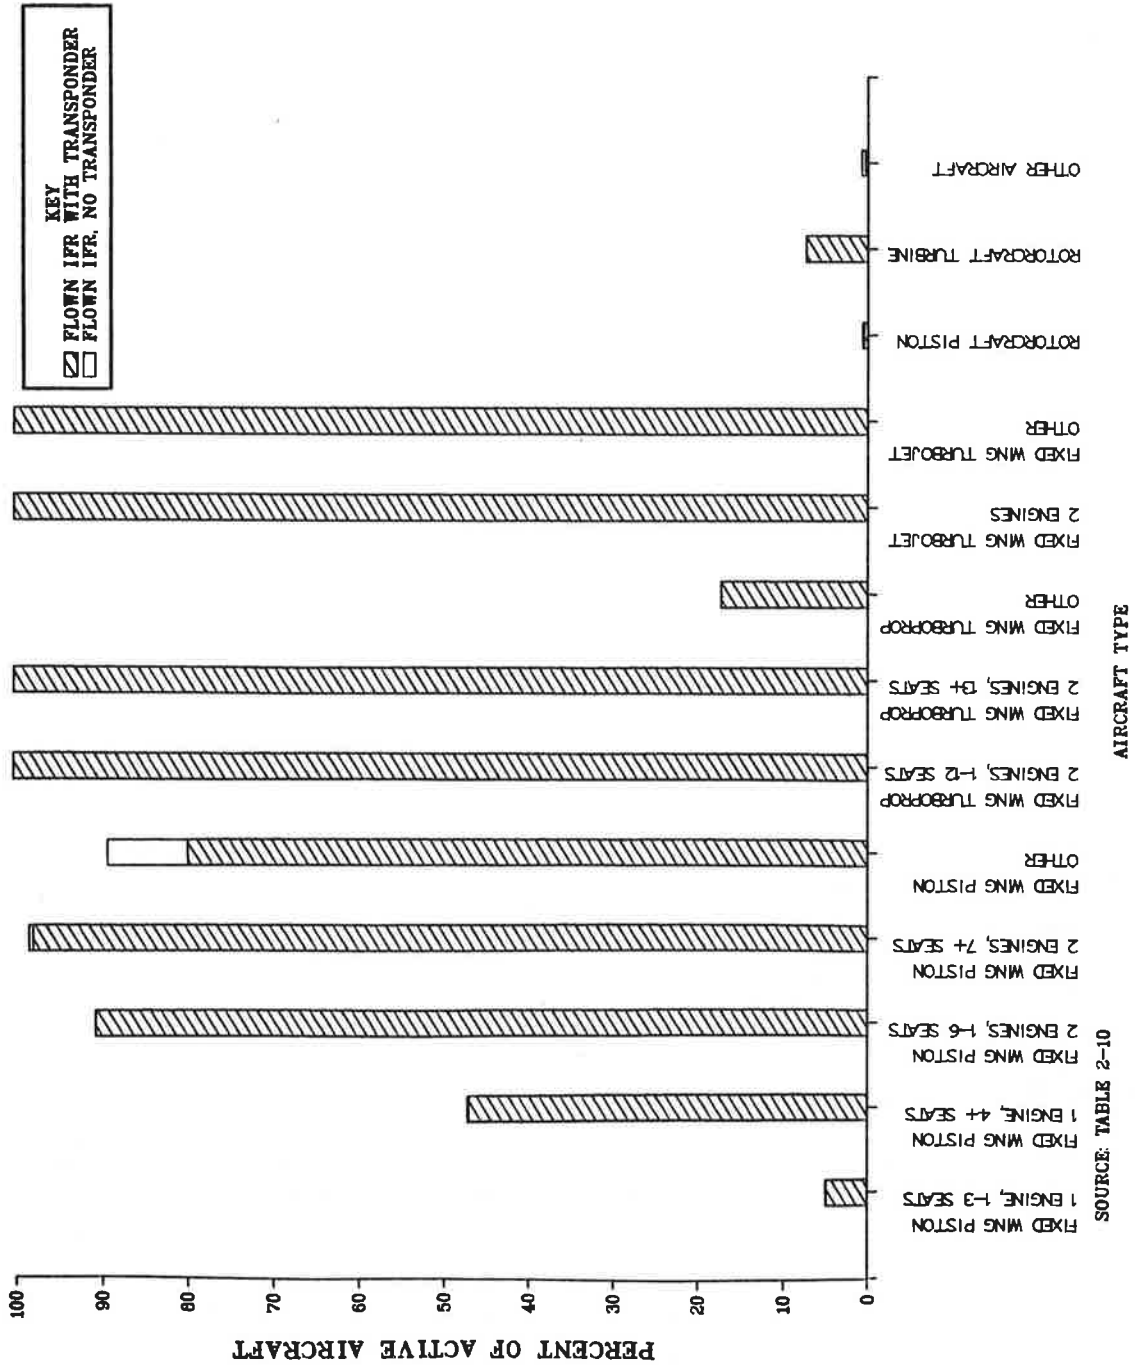 KEY
FLOWN IFR WITH TRANSPONDER
FLOWN IFR, NO TRANSPONDER
PERCENT OF ACTIVE AIRCRAFT
100
90
80
70
60
50
40
30
20
10
0
FIXED WING PISTON
1 ENGINE, 1-3 SEATS
FIXED WING PISTON
1 ENGINE, 4+ SEATS
FIXED WING PISTON
2 ENGINES, 1-6 SEATS
FIXED WING PISTON
2 ENGINES, 7+ SEATS
FIXED WING PISTON
OTHER
FIXED WING TURBOPROP
2 ENGINES, 1-12 SEATS
FIXED WING TURBOPROP
2 ENGINES, 13+ SEATS
FIXED WING TURBOPROP
OTHER
FIXED WING TURBOJET
2 ENGINES
FIXED WING TURBOJET
OTHER
ROTORCRAFT PISTON
ROTORCRAFT TURBINE
OTHER AIRCRAFT
AIRCRAFT TYPE
SOURCE: TABLE 2-10